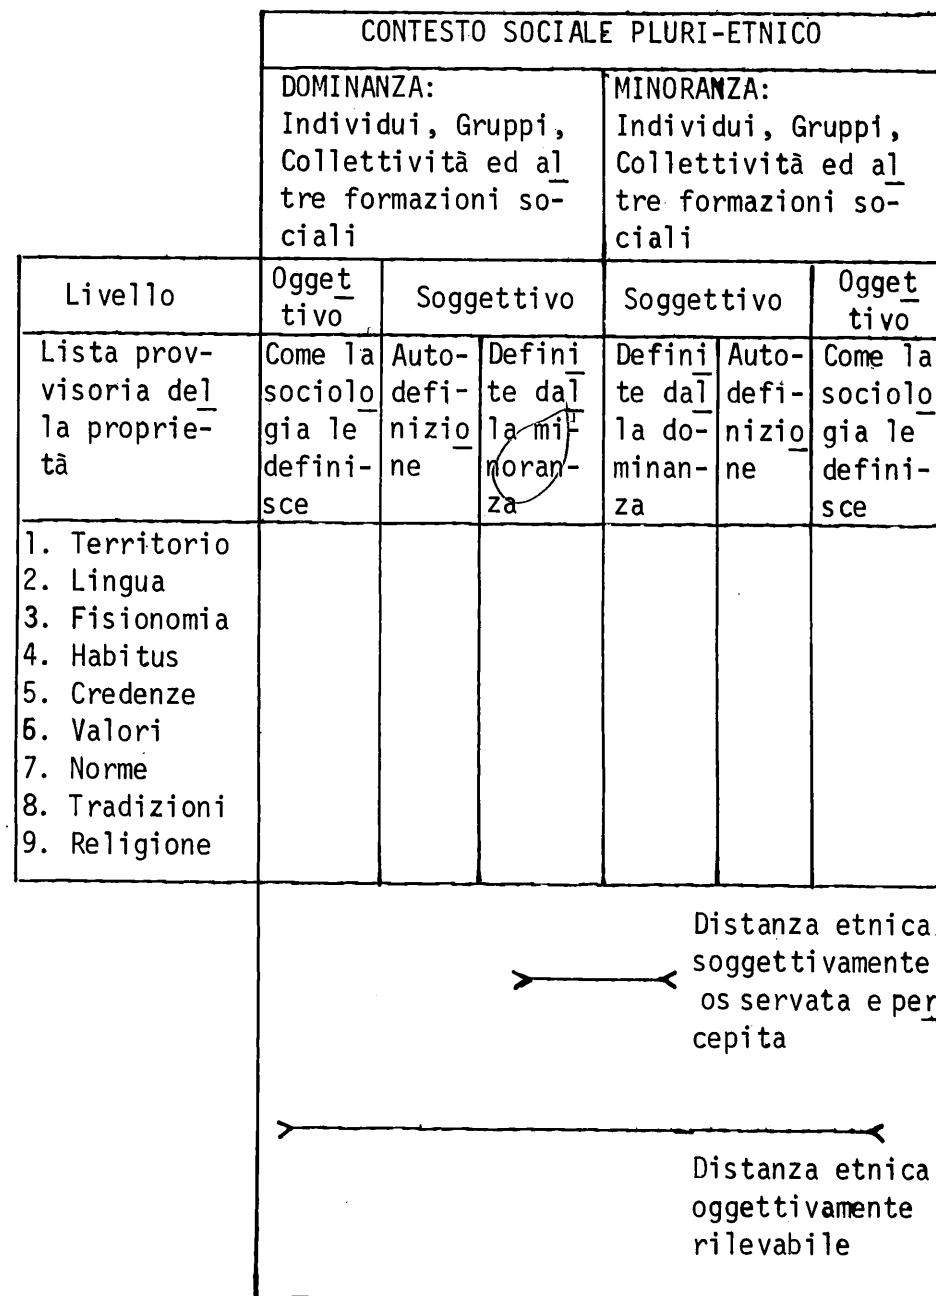 CONTESTO SOCIALE PLURI-ETNICO
DOMINANZA:
Individui, Gruppi,
Collettività ed al
tre formazioni so-
ciali
MINORANZA:
Individui, Gruppi,
Collettività ed al
tre formazioni so-
ciali
Livello
Ogget
tivo
Soggettivo
Soggettivo
Ogget
tivo
Lista prov-
visoria del
la proprie-
tà
Come la
sociolo
gia le
defini-
sce
Auto-
defi-
nizio
ne
Defini
te dal
la mi-
noran-
za
Defini
te dal
la do-
minan-
za
Auto-
defi-
nizio
ne
Come la
sociolo
gia le
defini-
sce
1. Territorio
2. Lingua
3. Fisionomia
4. Habitus
5. Credenze
6. Valori
7. Norme
8. Tradizioni
9. Religione
Distanza etnica
soggettivamente
os servata e per
cepita
Distanza etnica
oggettivamente
rilevabile